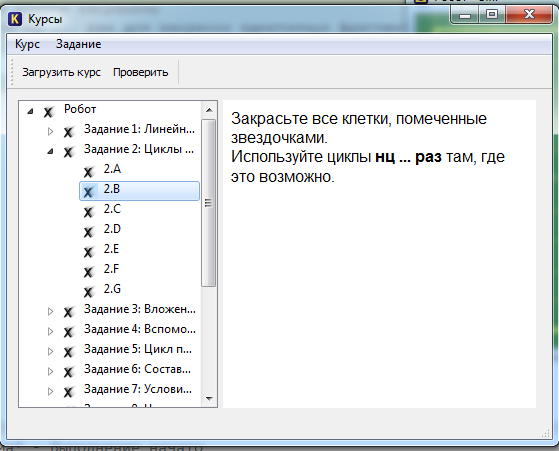 Курсы
Курс Задание
Загрузить курс Проверить
Робот
Задание 1: Линейн...
Задание 2: Циклы ...
2.A
2.B
2.C
2.D
2.E
2.F
2.G
Задание 3: Вложен...
Задание 4: Вспомо...
Задание 5: Цикл п...
Задание 6: Состав...
Задание 7: Услови...
Закрасьте все клетки, помеченные
звездочками.
Используйте циклы нц ... раз там, где
это возможно.